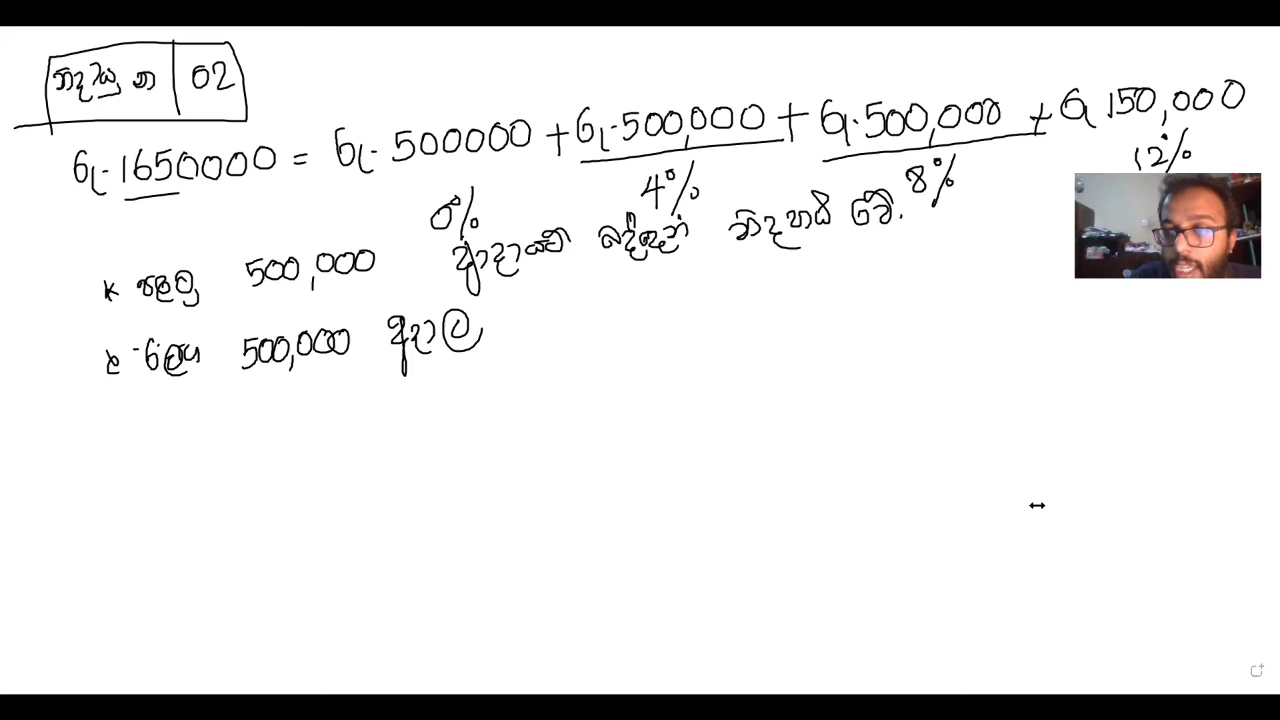 නිදසුන 02
රු. 1650000 = රු. 500000 + රු. 500,000 + රු. 500,000 + රු 150,000
0% 4% 8% 12%
* පළමු 500,000 ආදායම් බද්දෙන් නිදහස් වේ.
* ඊළඟ 500,000 අදාල